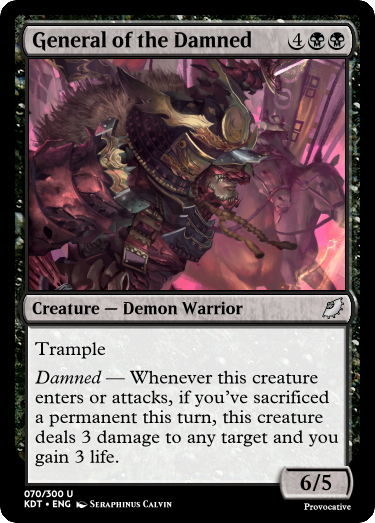 General of the Damned 4
Creature — Demon Warrior
Trample
Damned — Whenever this creature
enters or attacks, if you've sacrificed
a permanent this turn, this creature
deals 3 damage to any target and you
gain 3 life.
6/5
070/300 U
KDT • ENG Seraphinus Calvin
Provocative